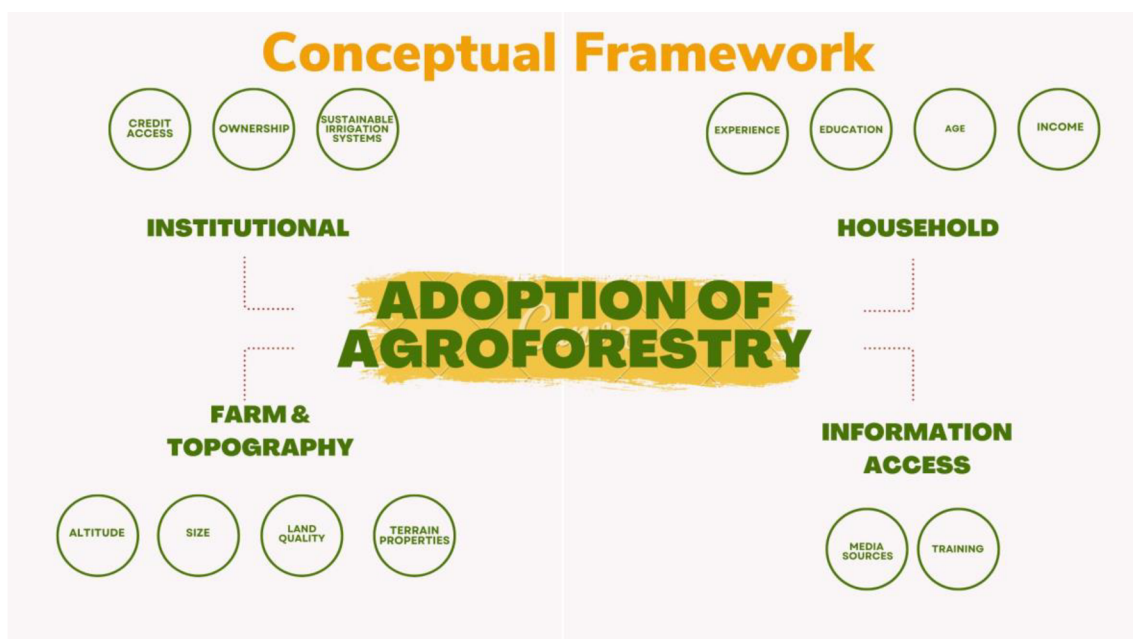 Conceptual Framework
CREDIT
ACCESS
OWNERSHIP
SUSTAINABLE
IRRIGATION
SYSTEMS
EXPERIENCE
EDUCATION
AGE
INCOME
INSTITUTIONAL
HOUSEHOLD
ADOPTION OF
AGROFORESTRY
FARM &
TOPOGRAPHY
INFORMATION
ACCESS
ALTITUDE
SIZE
LAND
QUALITY
TERRAIN
PROPERTIES
MEDIA
SOURCES
TRAINING